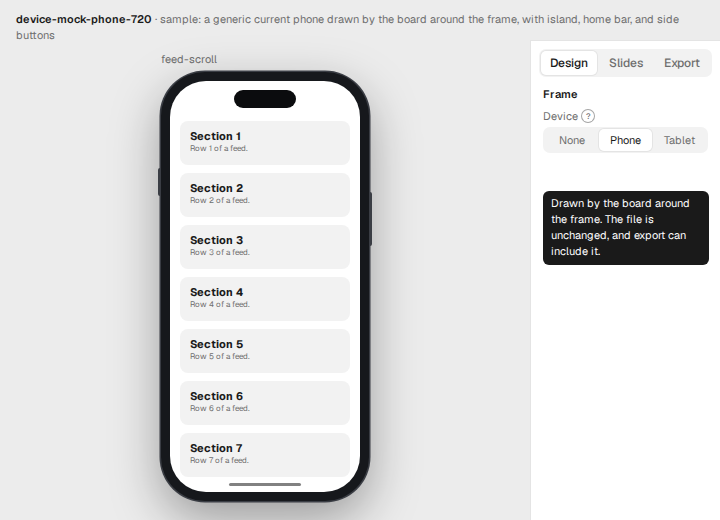 device-mock-phone-720 · sample: a generic current phone drawn by the board around the frame, with island, home bar, and side
buttons
feed-scroll
Section 1
Row 1 of a feed.
Section 2
Row 2 of a feed.
Section 3
Row 3 of a feed.
Section 4
Row 4 of a feed.
Section 5
Row 5 of a feed.
Section 6
Row 6 of a feed.
Section 7
Row 7 of a feed.
Design Slides Export
Frame
Device ?
None Phone Tablet
Drawn by the board around
the frame. The file is
unchanged, and export can
include it.